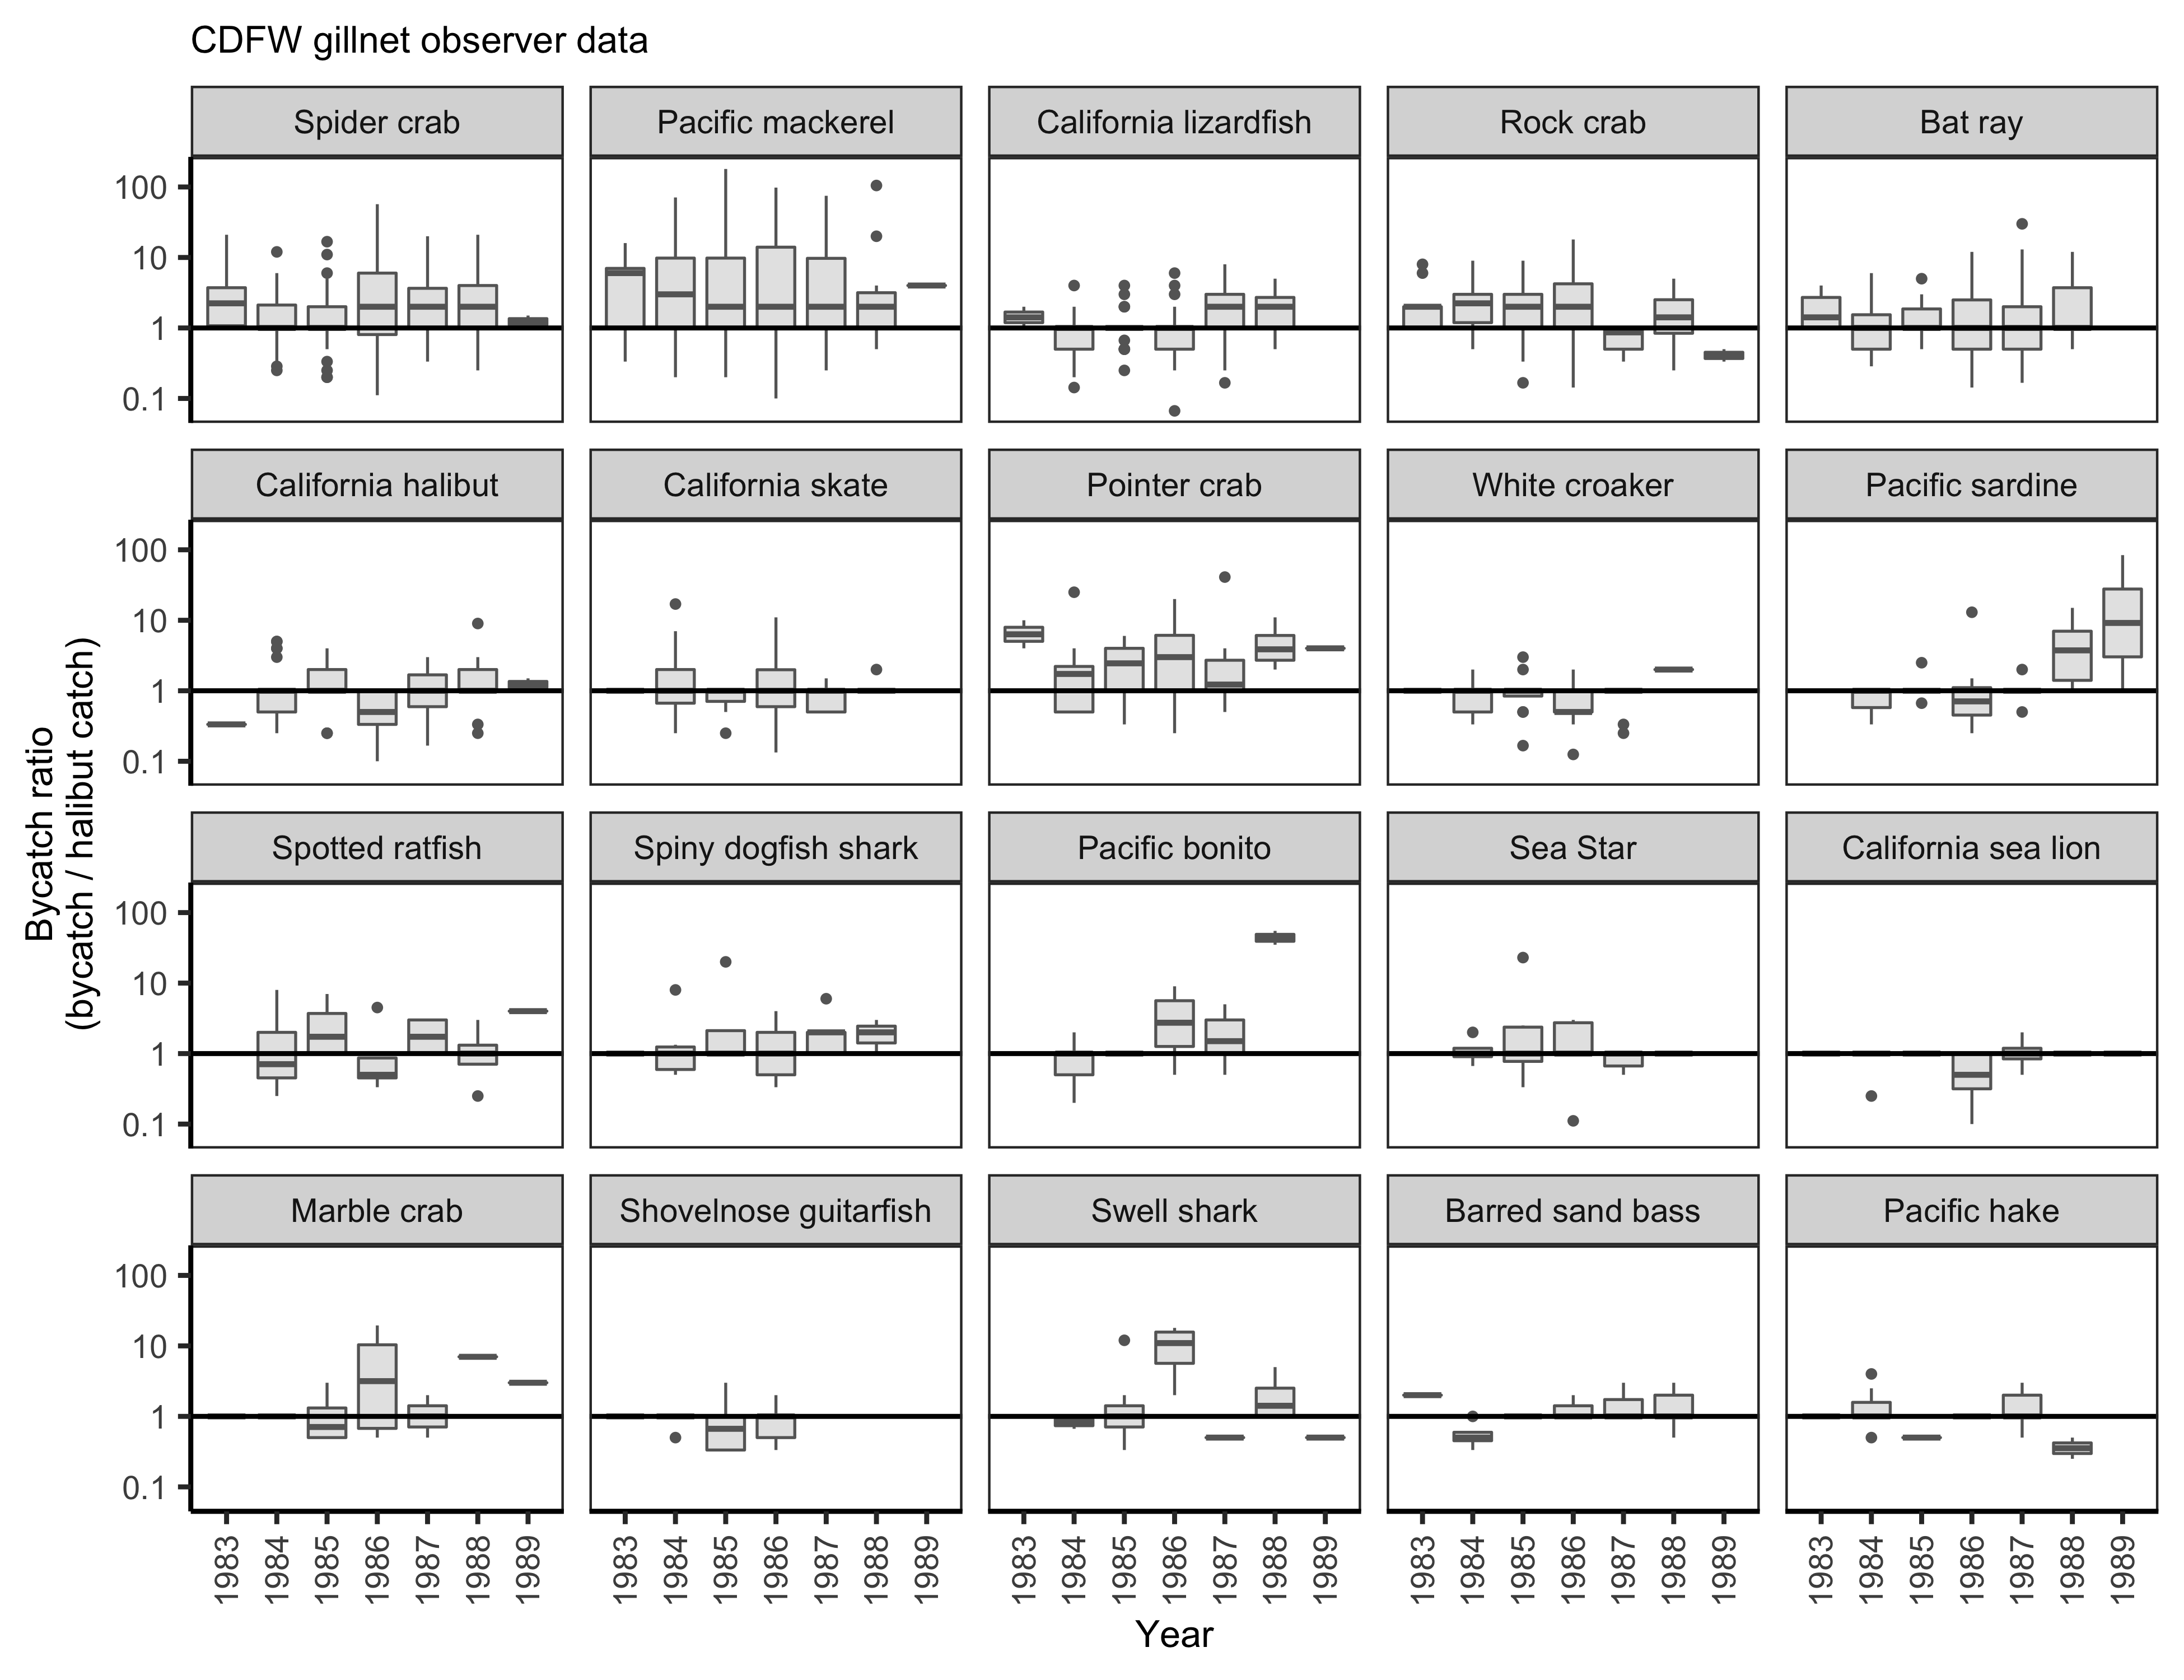 CDFW gillnet observer data
Spider crab Pacific mackerel California lizardfish Rock crab Bat ray
100
10
1
0.1
California halibut California skate Pointer crab White croaker Pacific sardine
100
10
1
0.1
Spotted ratfish Spiny dogfish shark Pacific bonito Sea Star California sea lion
100
10
1
0.1
Marble crab Shovelnose guitarfish Swell shark Barred sand bass Pacific hake
100
10
1
0.1
Bycatch ratio
(bycatch / halibut catch)
1983 1984 1985 1986 1987 1988 1989 1983 1984 1985 1986 1987 1988 1989 1983 1984 1985 1986 1987 1988 1989 1983 1984 1985 1986 1987 1988 1989 1983 1984 1985 1986 1987 1988 1989
Year